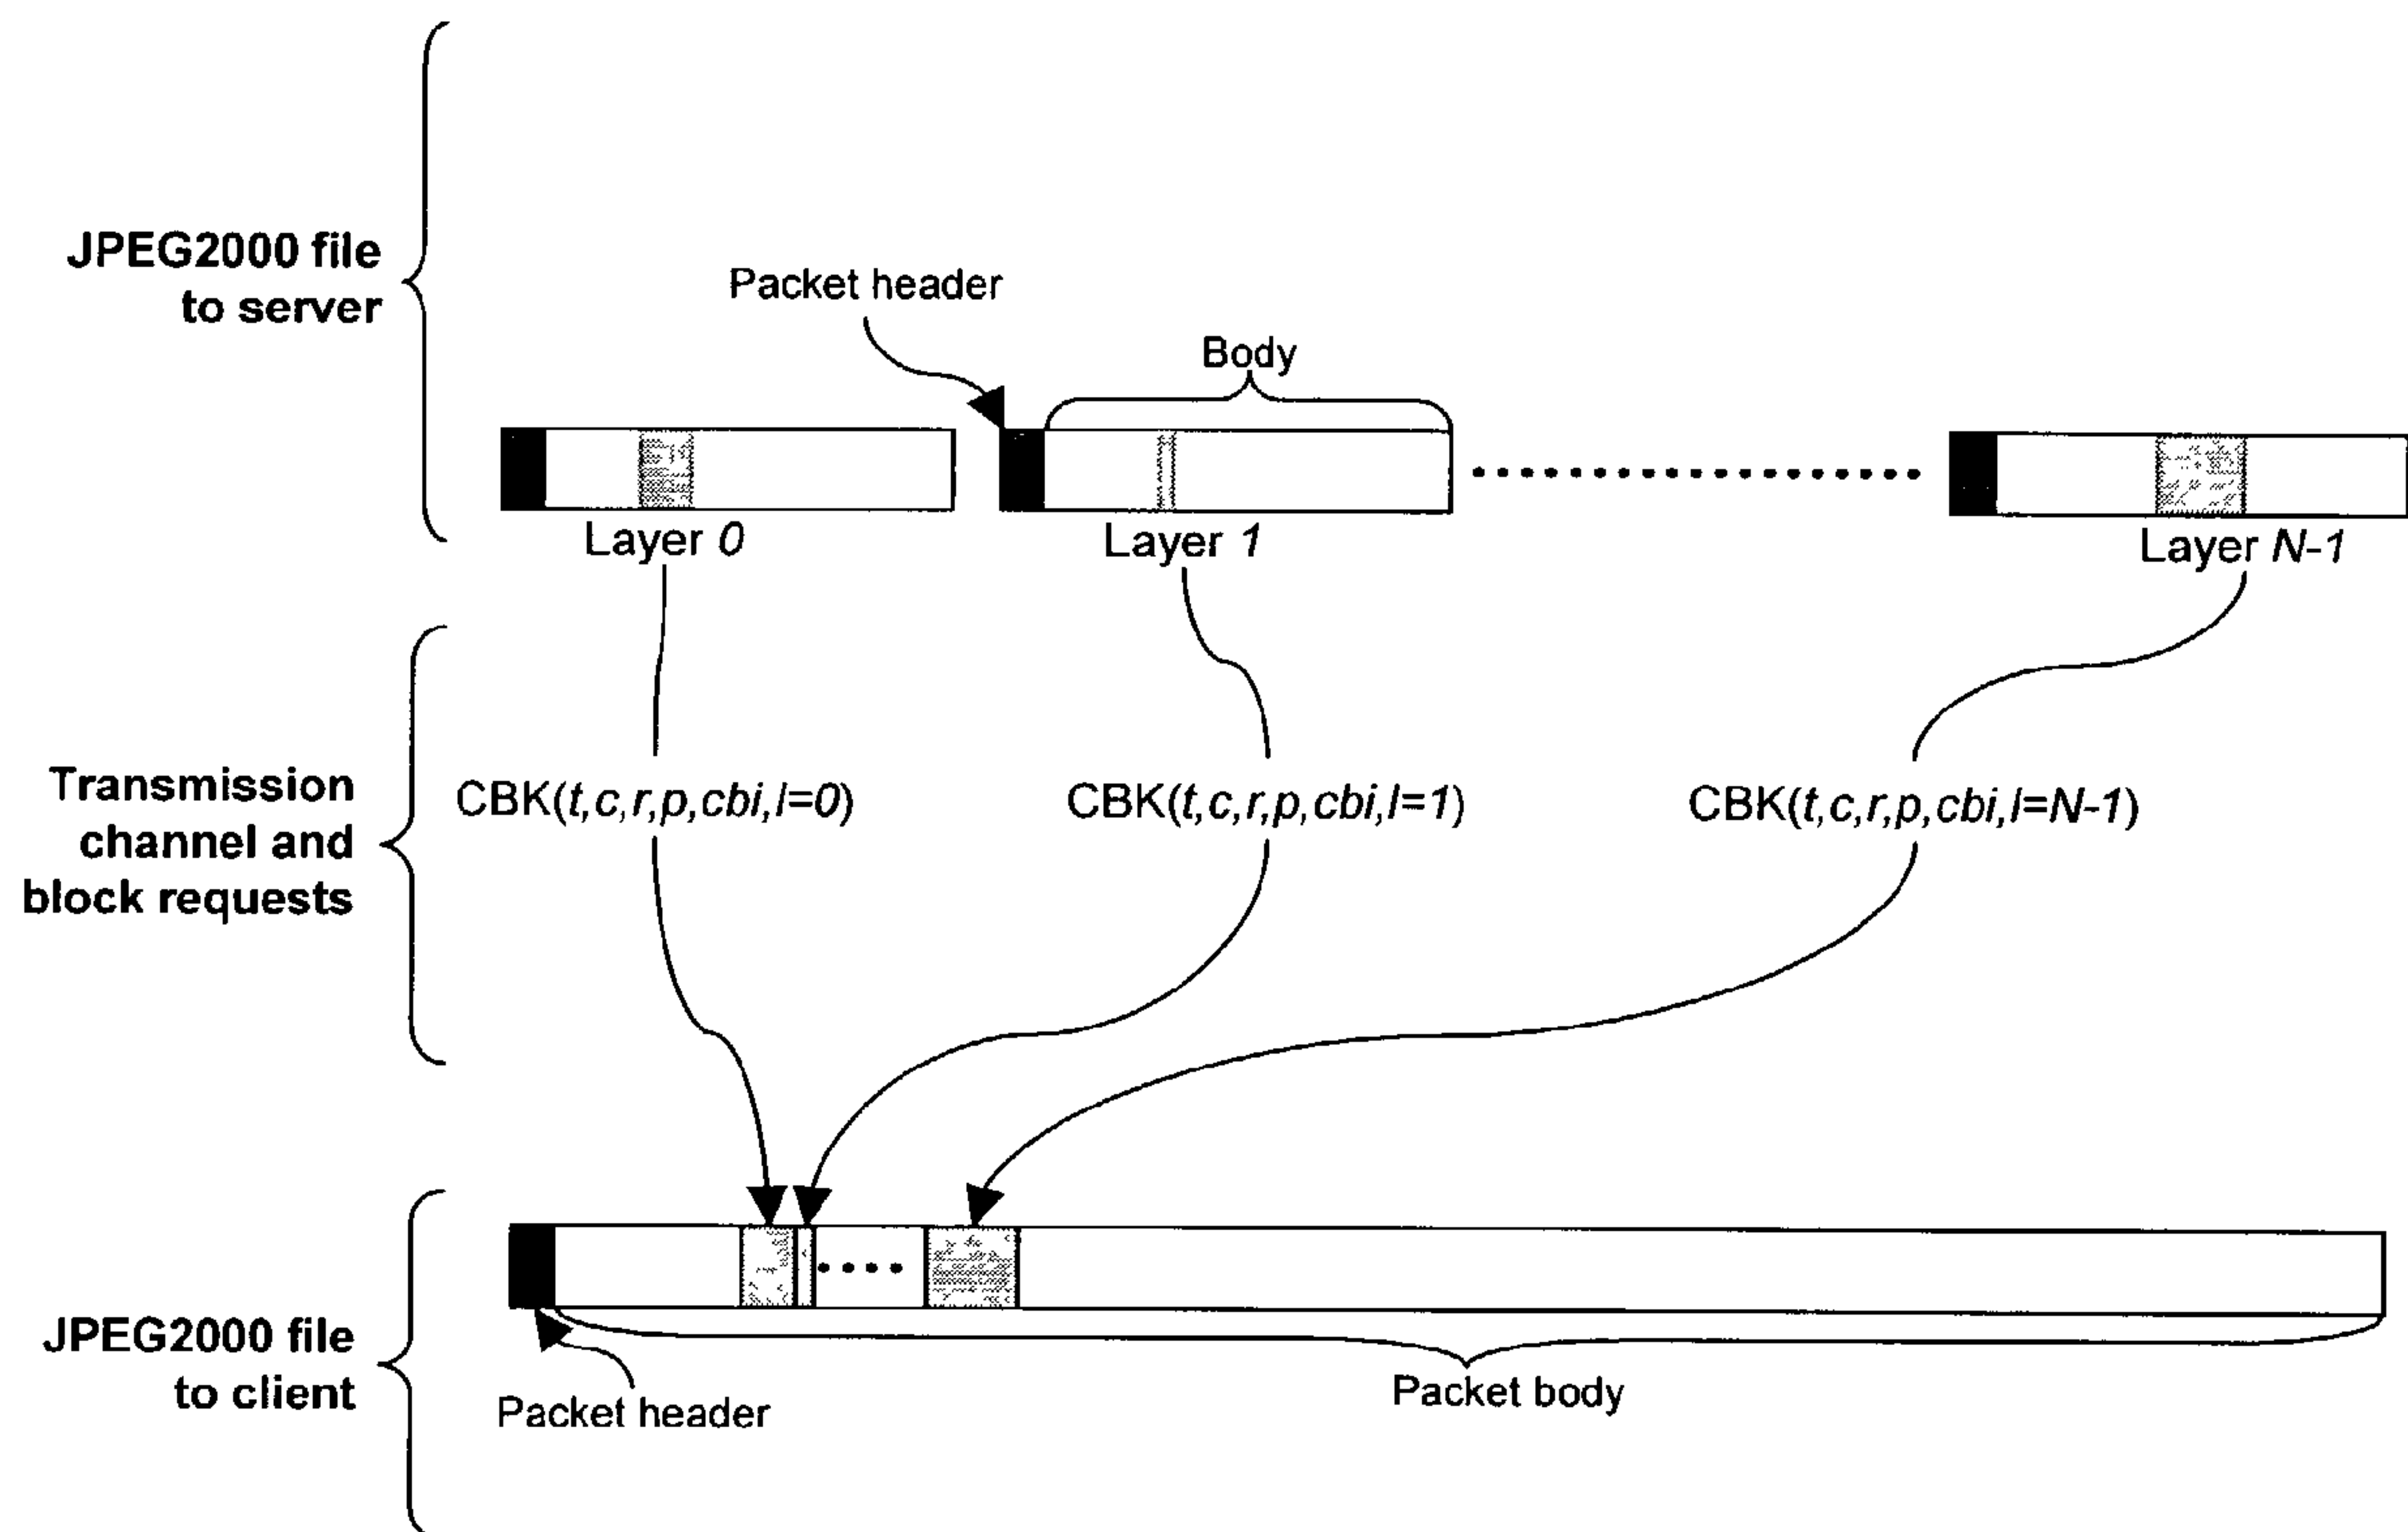 JPEG2000 file
to server
Packet header
Body
Layer 0
Layer 1
Layer N-1
Transmission
channel and
block requests
CBK(t,c,r,p,cbi,l=0)
CBK(t,c,r,p,cbi,l=1)
CBK(t,c,r,p,cbi,l=N-1)
JPEG2000 file
to client
Packet header
Packet body